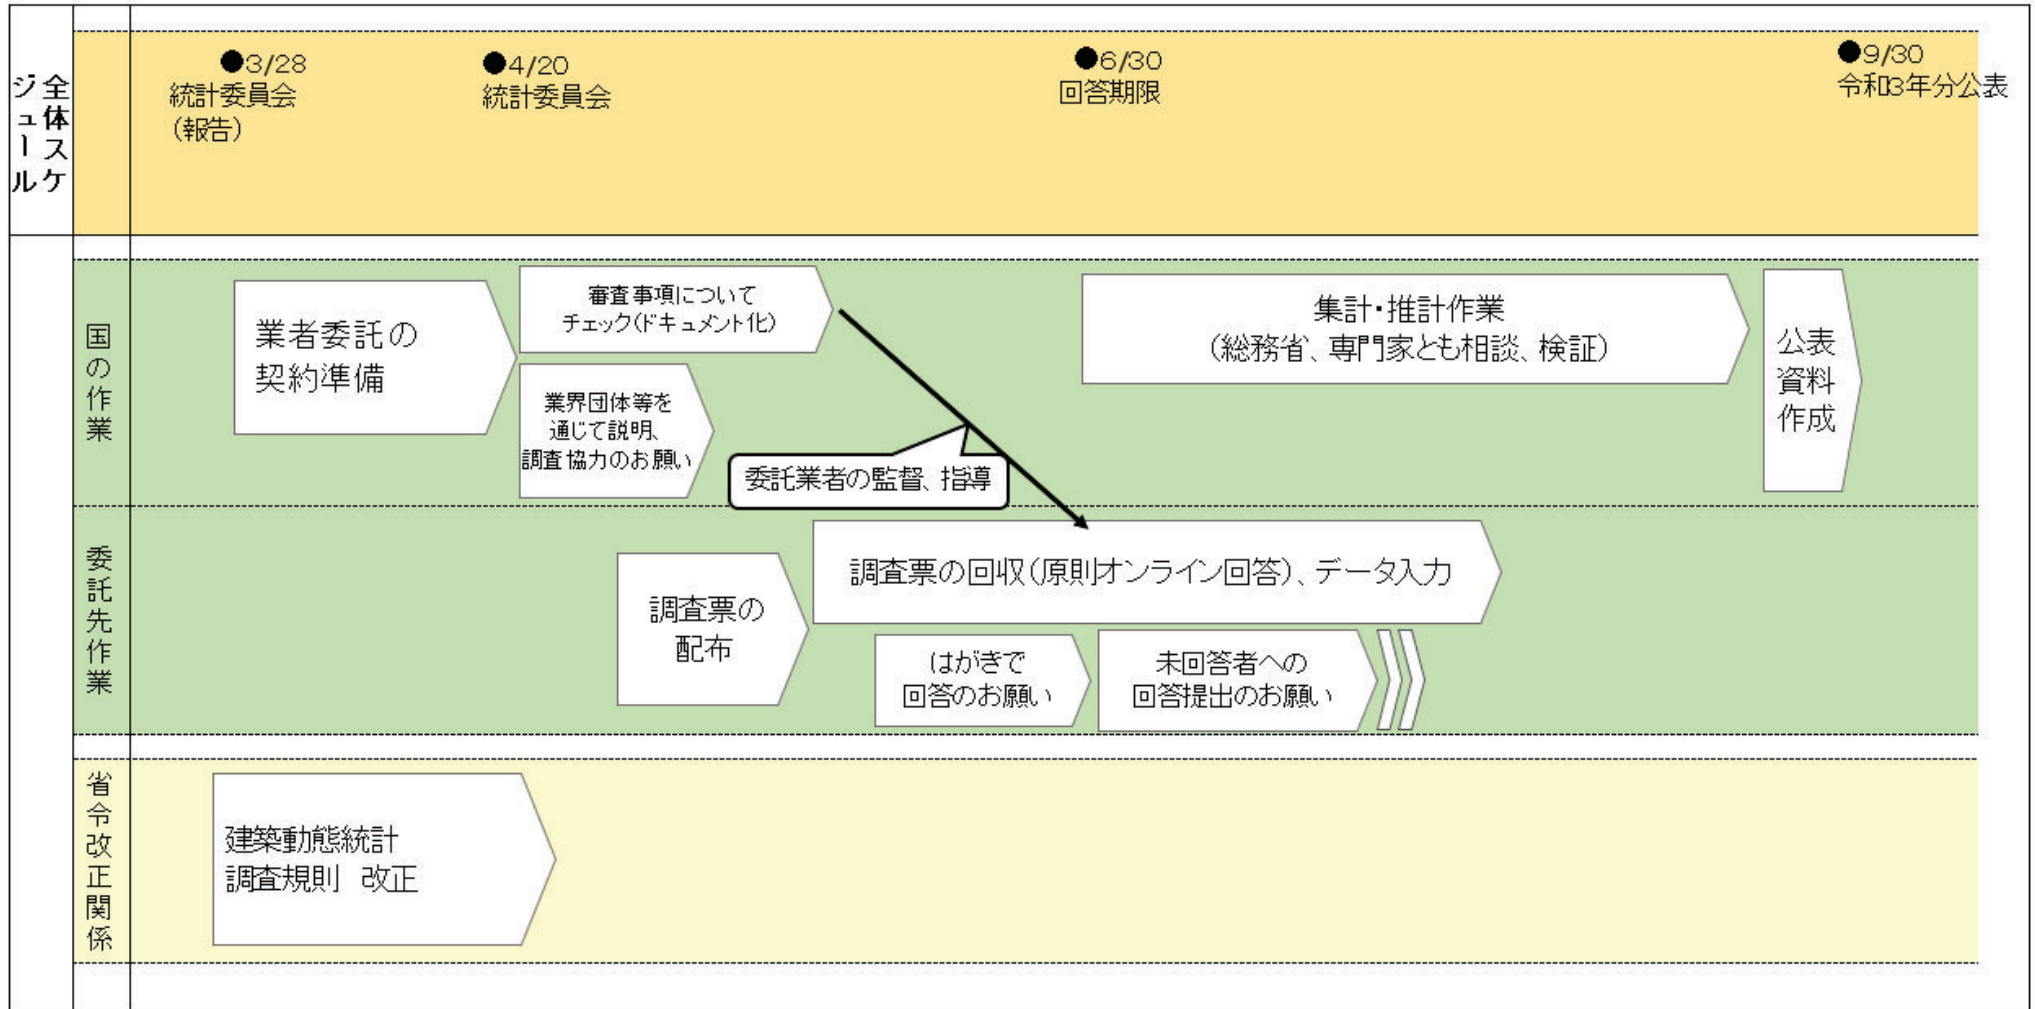 全体スケジュール
●3/28
統計委員会
(報告)
●4/20
統計委員会
●6/30
回答期限
●9/30
令和3年分公表
国の作業
業者委託の
契約準備
審査事項について
チェック(ドキュメント化)
業界団体等を
通じて説明、
調査協力のお願い
委託業者の監督、指導
集計・推計作業
(総務省、専門家とも相談、検証)
公表
資料
作成
委託先作業
調査票の
配布
調査票の回収(原則オンライン回答)、データ入力
はがきで
回答のお願い
未回答者への
回答提出のお願い
省令改正関係
建築動態統計
調査規則 改正